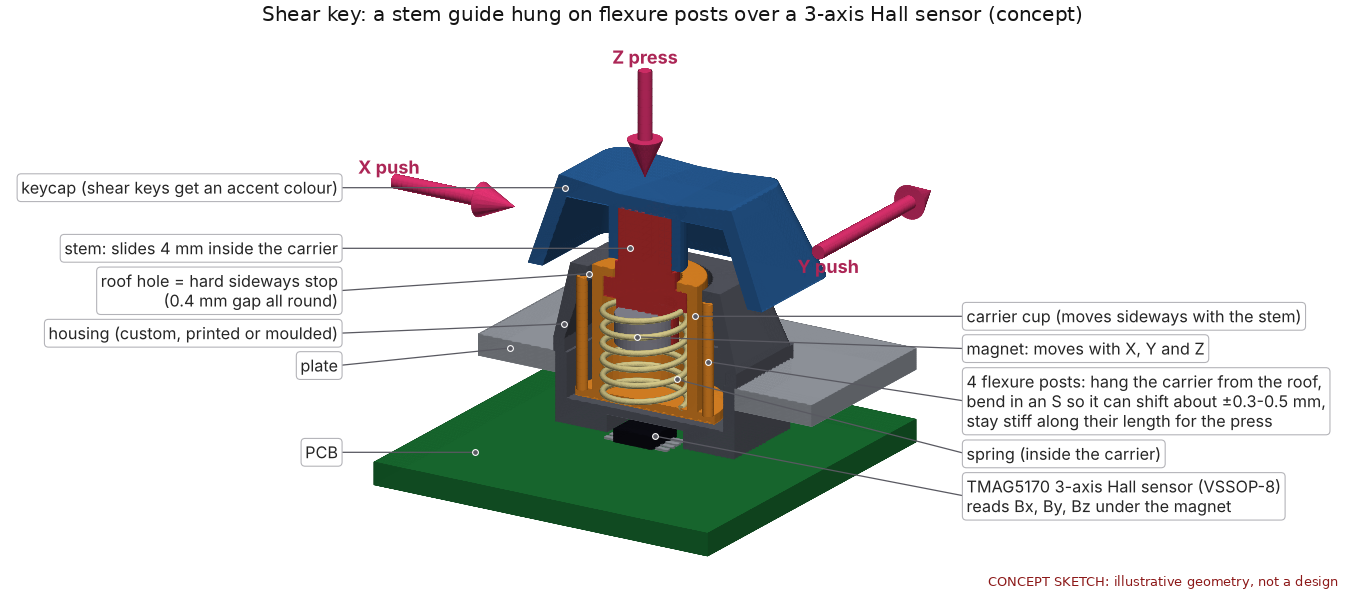 Shear key: a stem guide hung on flexure posts over a 3-axis Hall sensor (concept)
Z press
X push
keycap (shear keys get an accent colour)
stem: slides 4 mm inside the carrier
Y push
roof hole = hard sideways stop
(0.4 mm gap all round)
housing (custom, printed or moulded)
plate
PCB
carrier cup (moves sideways with the stem)
magnet: moves with X, Y and Z
4 flexure posts: hang the carrier from the roof,
bend in an S so it can shift about ±0.3-0.5 mm,
stay stiff along their length for the press
spring (inside the carrier)
TMAG5170 3-axis Hall sensor (VSSOP-8)
reads Bx, By, Bz under the magnet
CONCEPT SKETCH: illustrative geometry, not a design